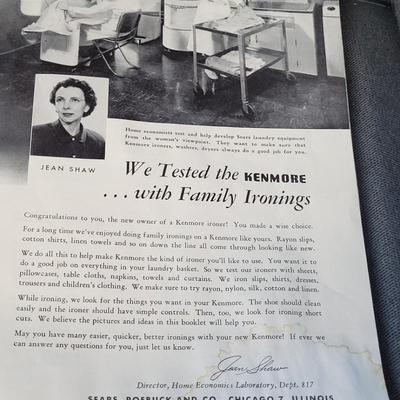 Home economists test and help develop Sears laundry equipment
from the woman's viewpoint. They want to make sure that
Kenmore ironers, washers, dryers always do a good job for you.
JEAN SHAW
We Tested the KENMORE
. . . with Family Ironings
Congratulations to you, the new owner of a Kenmore ironer! You made a wise choice.
For a long time we've enjoyed doing family ironings on a Kenmore like yours. Rayon slips,
cotton shirts, linen towels and so on down the line all come through looking like new.
We do all this to help make Kenmore the kind of ironer you'll like to use. You want it to
do a good job on everything in your laundry basket. So we test our ironers with sheets,
pillowcases, table cloths, napkins, towels and curtains. We iron slips, shirts, dresses,
trousers and children's clothing. We make sure to try rayon, nylon, silk, cotton and linen.
While ironing, we look for the things you want in your Kenmore. The shoe should clean
easily and the ironer should have simple controls. Then, too, we look for ironing short
cuts. We believe the pictures and ideas in this booklet will help you.
May you have many easier, quicker, better ironings with your new Kenmore! If ever we
can answer any questions for you, just let us know.
Jean Shaw
Director, Home Economics Laboratory, Dept. 817
SEARS, ROEBUCK AND CO., CHICAGO 7, ILLINOIS